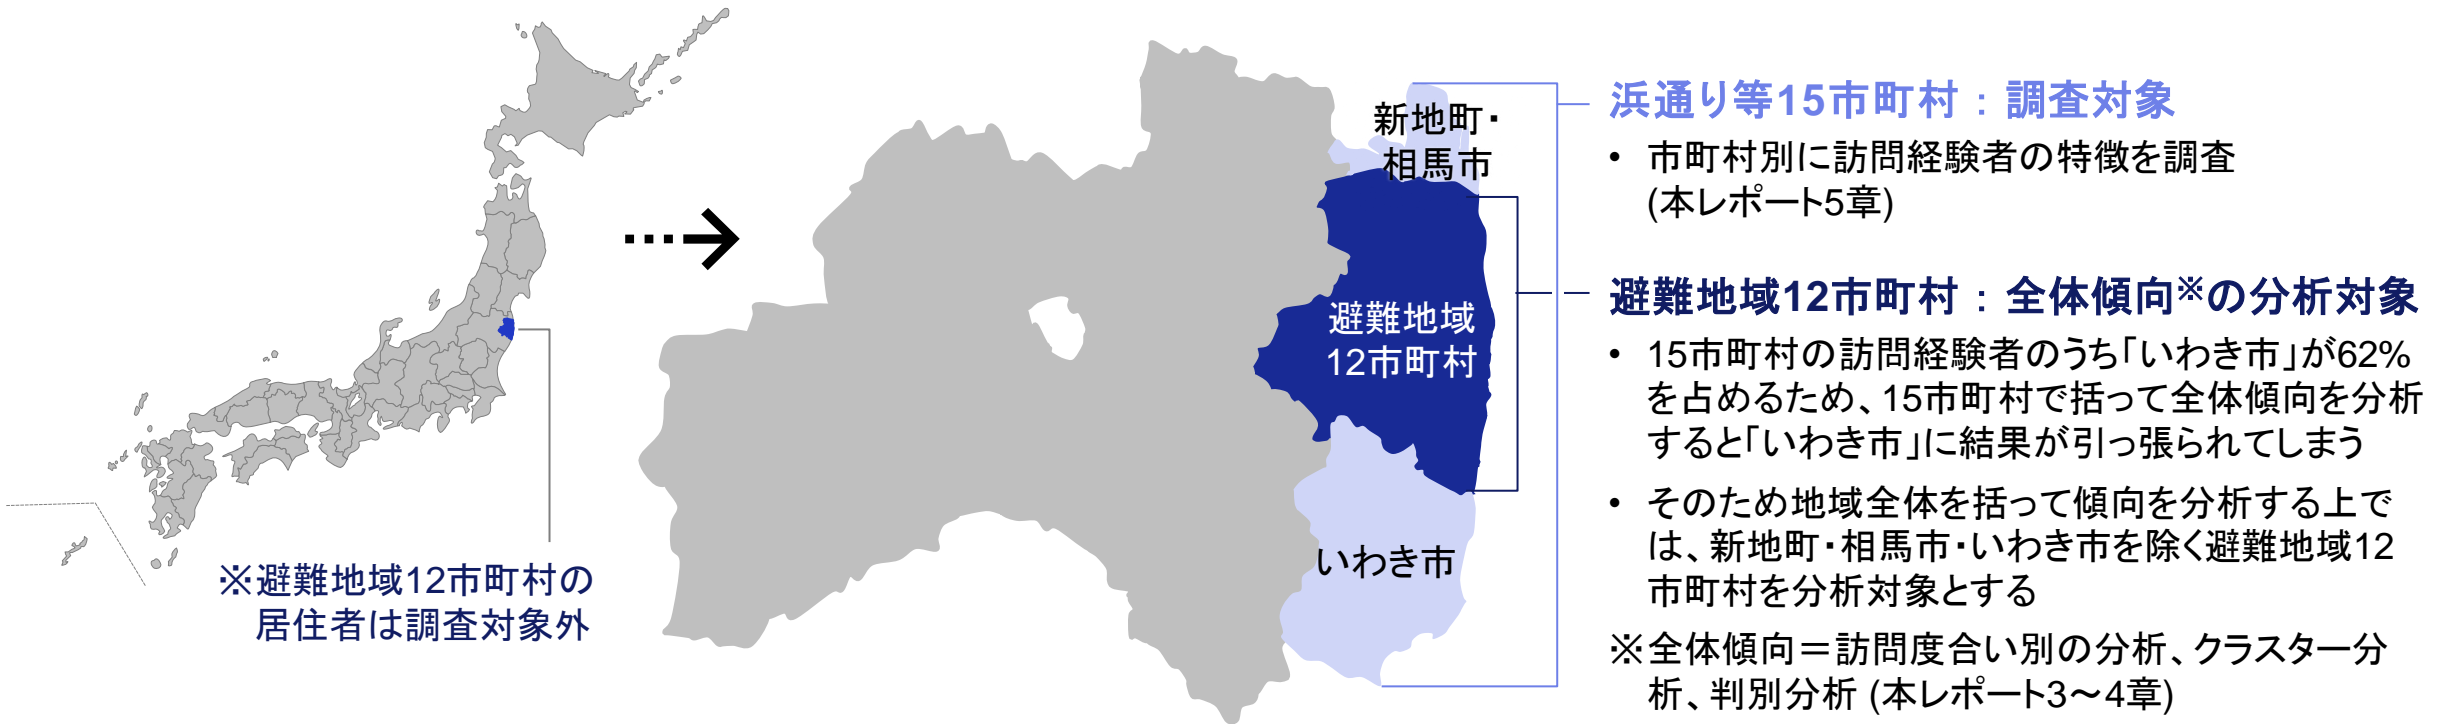 新地町・
相馬市
避難地域
12市町村
いわき市
※避難地域12市町村の
居住者は調査対象外
浜通り等15市町村：調査対象
• 市町村別に訪問経験者の特徴を調査
(本レポート5章)
避難地域12市町村：全体傾向※の分析対象
• 15市町村の訪問経験者のうち「いわき市」が62%
を占めるため、15市町村で括って全体傾向を分析
すると「いわき市」に結果が引っ張られてしまう
• そのため地域全体を括って傾向を分析する上で
は、新地町・相馬市・いわき市を除く避難地域12
市町村を分析対象とする
※全体傾向＝訪問度合い別の分析、クラスター分
析、判別分析 (本レポート3～4章)